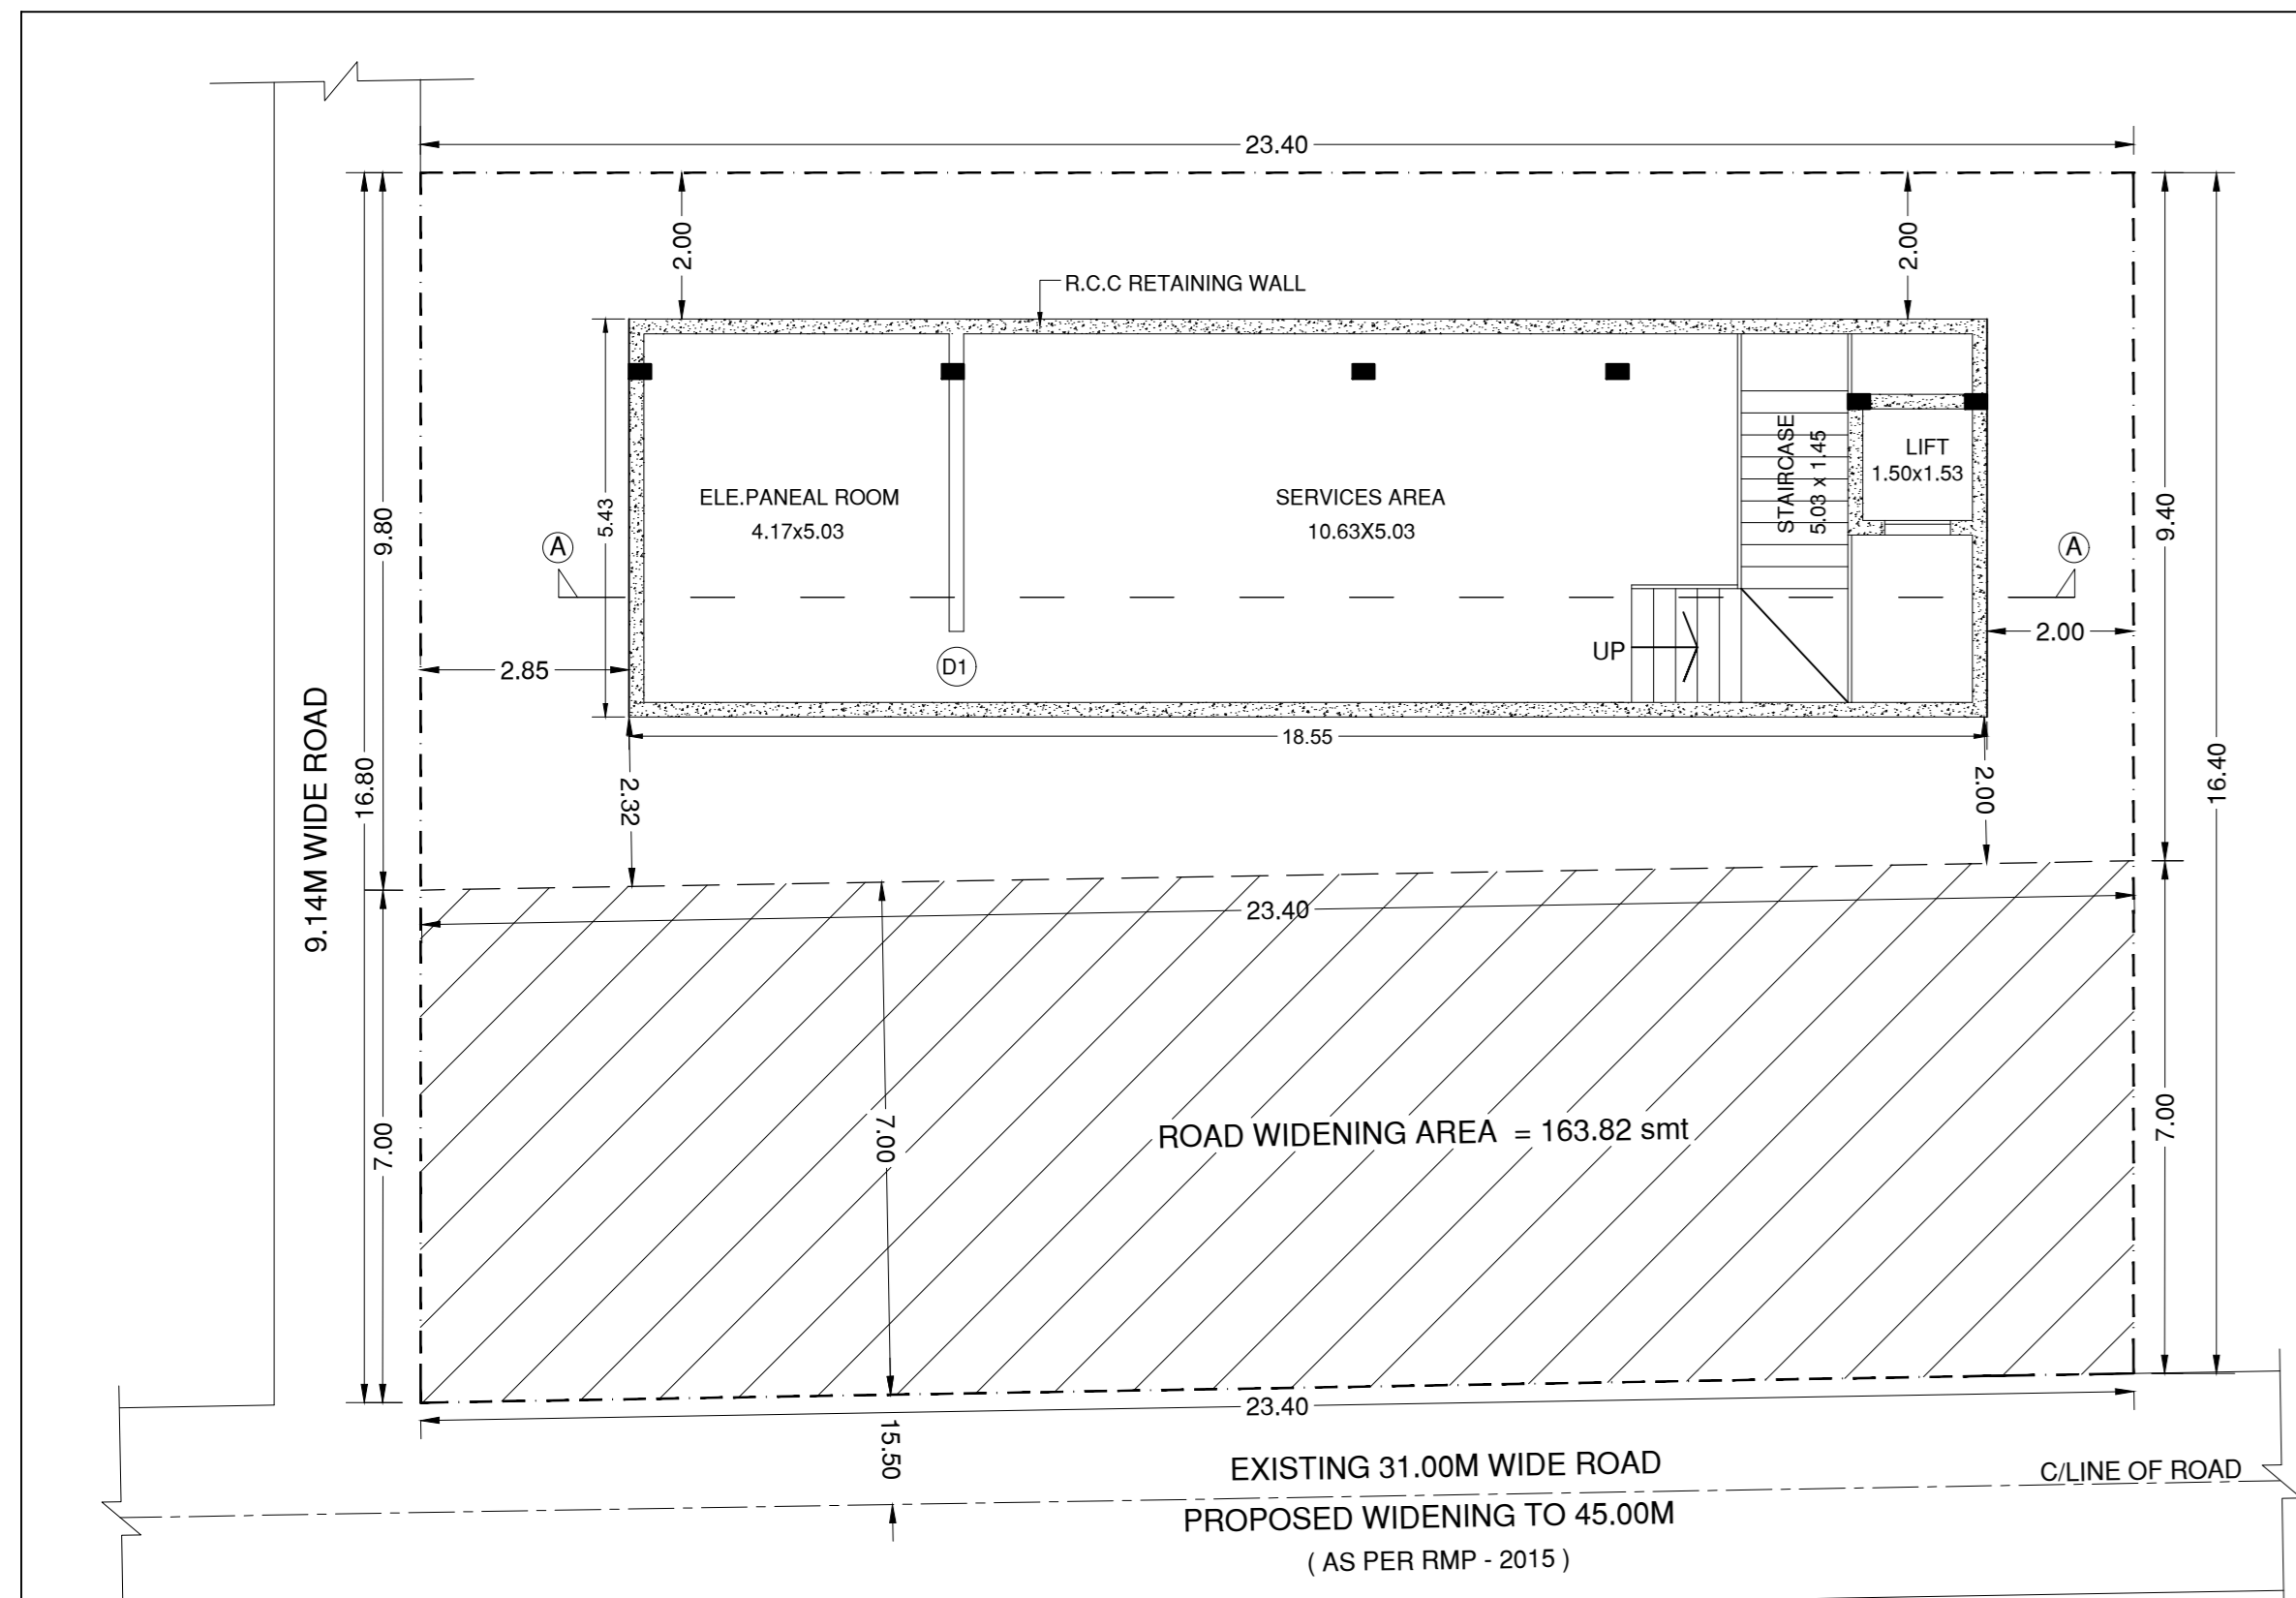 23.40
2.00
2.00
R.C.C RETAINING WALL
9.80
16.80
5.43
ELE.PANEAL ROOM
4.17x5.03
SERVICES AREA
10.63X5.03
STAIRCASE
5.03 x 1.45
LIFT
1.50x1.53
A
A
9.40
16.40
2.85
D1
UP
2.00
18.55
2.32
2.00
9.14M WIDE ROAD
23.40
7.00
7.00
ROAD WIDENING AREA = 163.82 smt
7.00
23.40
15.50
EXISTING 31.00M WIDE ROAD
C/LINE OF ROAD
PROPOSED WIDENING TO 45.00M
( AS PER RMP - 2015 )